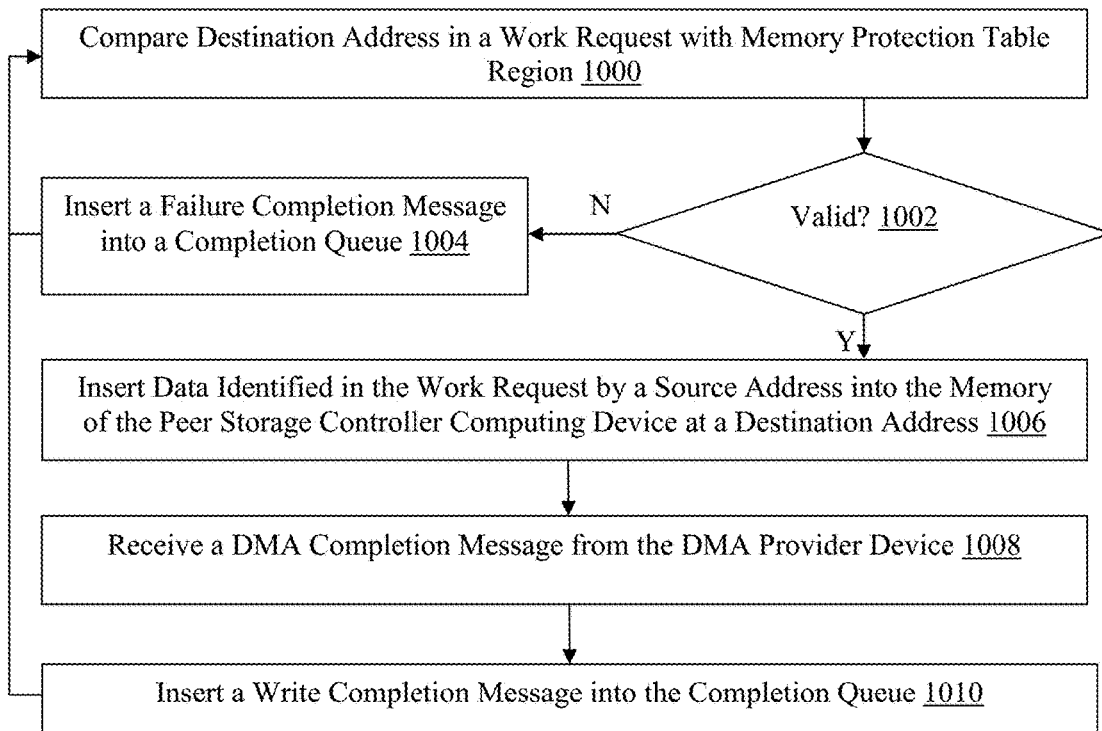 Compare Destination Address in a Work Request with Memory Protection Table
Region 1000
Valid? 1002
N
Insert a Failure Completion Message
into a Completion Queue 1004
Y
Insert Data Identified in the Work Request by a Source Address into the Memory
of the Peer Storage Controller Computing Device at a Destination Address 1006
Receive a DMA Completion Message from the DMA Provider Device 1008
Insert a Write Completion Message into the Completion Queue 1010